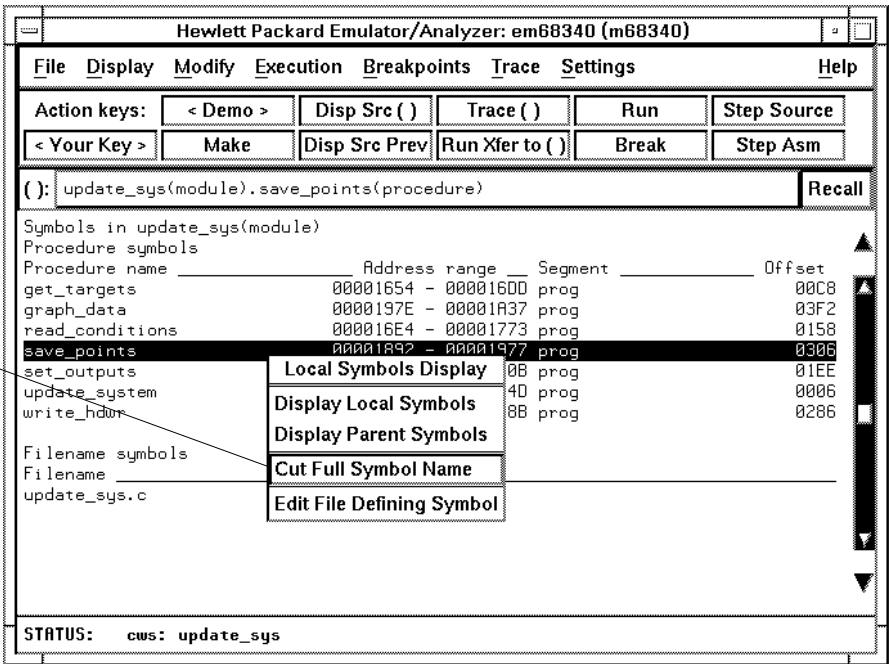 Hewlett Packard Emulator/Analyzer: em68340 (m68340)
File Display Modify Execution Breakpoints Trace Settings Help
Action keys: < Demo > Disp Src ( ) Trace ( ) Run Step Source
< Your Key > Make Disp Src Prev Run Xfer to ( ) Break Step Asm
( ): update_sys(module).save_points(procedure) Recall
Symbols in update_sys(module)
Procedure symbols
Procedure name ________________ Address range __ Segment ____________ Offset
get_targets 00001654 - 000016DD prog 00C8
graph_data 0000197E - 00001A37 prog 03F2
read_conditions 000016E4 - 00001773 prog 0158
save_points 00001892 - 00001977 prog 0306
set_outputs 0B prog 01EE
update_system 4D prog 0006
write_hdwr 8B prog 0286
Local Symbols Display
Display Local Symbols
Display Parent Symbols
Cut Full Symbol Name
Edit File Defining Symbol
Filename symbols
Filename ________________
update_sys.c
STATUS: cws: update_sys